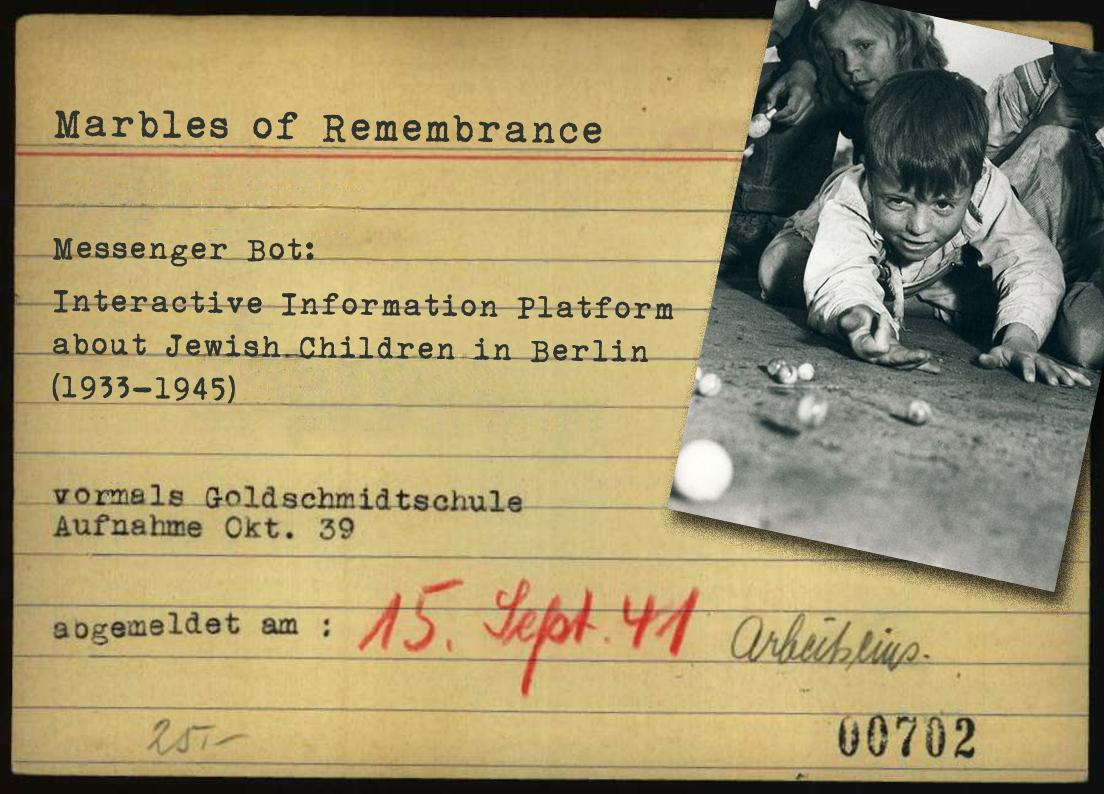 Marbles of Remembrance
Messenger Bot:
Interactive Information Platform
about Jewish Children in Berlin
(1933-1945)
vormals Goldschmidtschule
Aufnahme Okt. 39
abgemeldet am : 15. Sept. 41 Arbeitseins.
25,-
00702